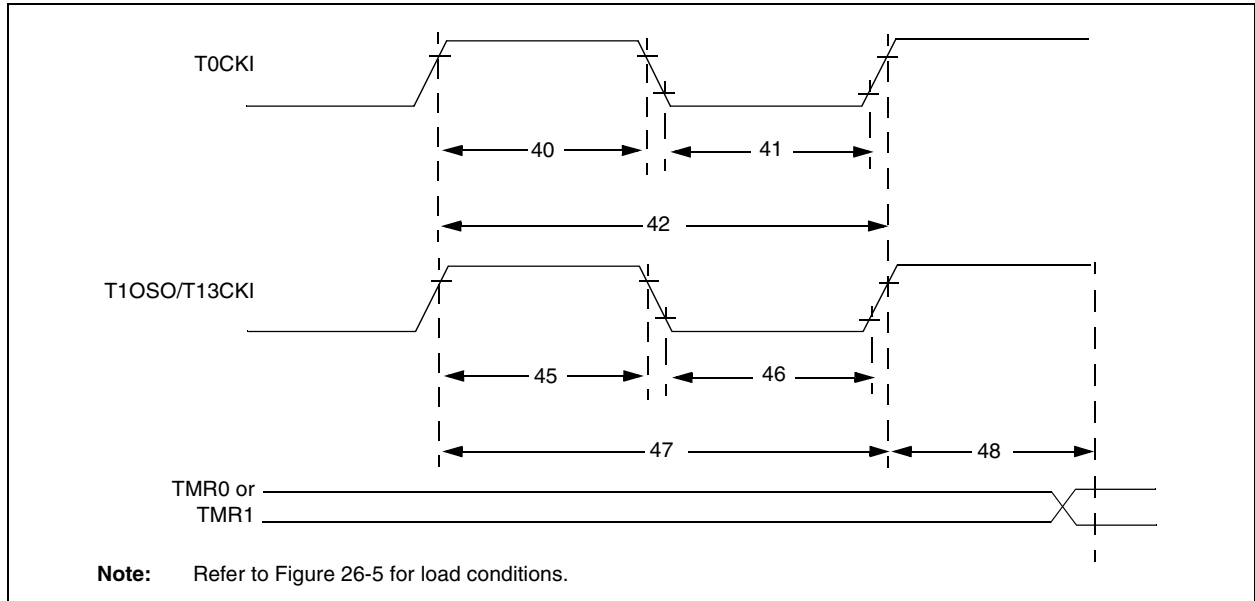 T0CKI
40
41
42
T1OSO/T13CKI
45
46
47
48
TMR0 or
TMR1
Note: Refer to Figure 26-5 for load conditions.